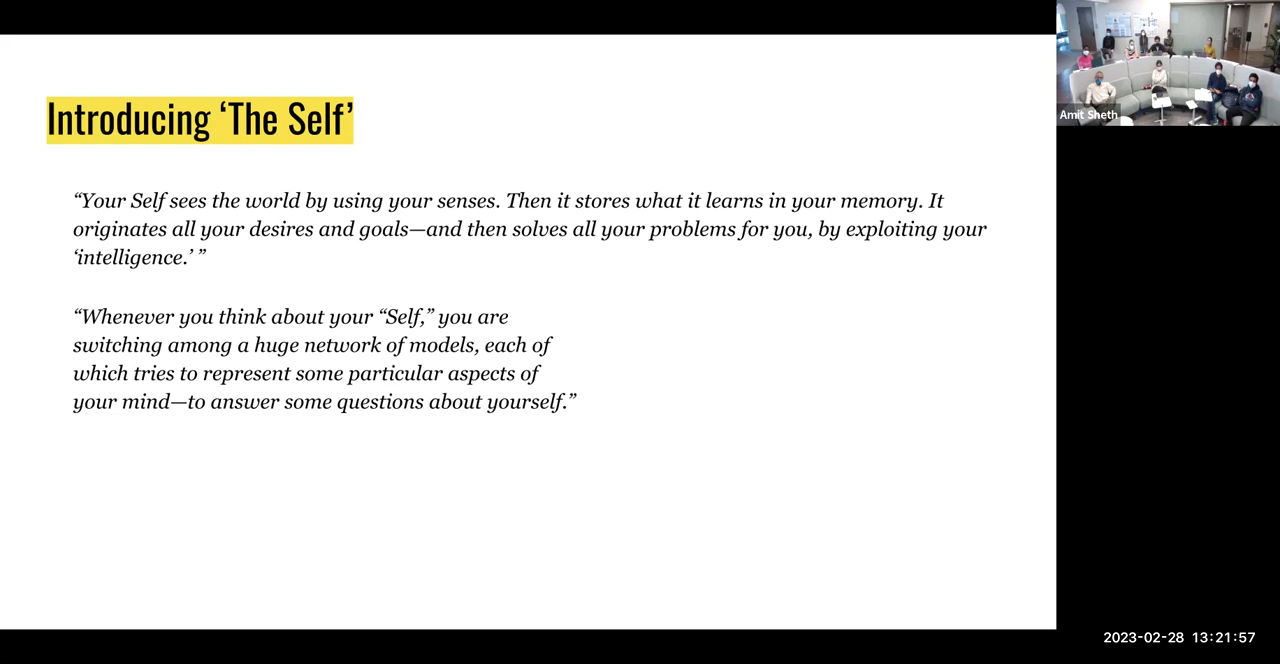 Introducing ‘The Self’
“Your Self sees the world by using your senses. Then it stores what it learns in your memory. It
originates all your desires and goals—and then solves all your problems for you, by exploiting your
‘intelligence.’ ”
“Whenever you think about your “Self,” you are
switching among a huge network of models, each of
which tries to represent some particular aspects of
your mind—to answer some questions about yourself.”
Amit Sheth
2023-02-28 13:21:57